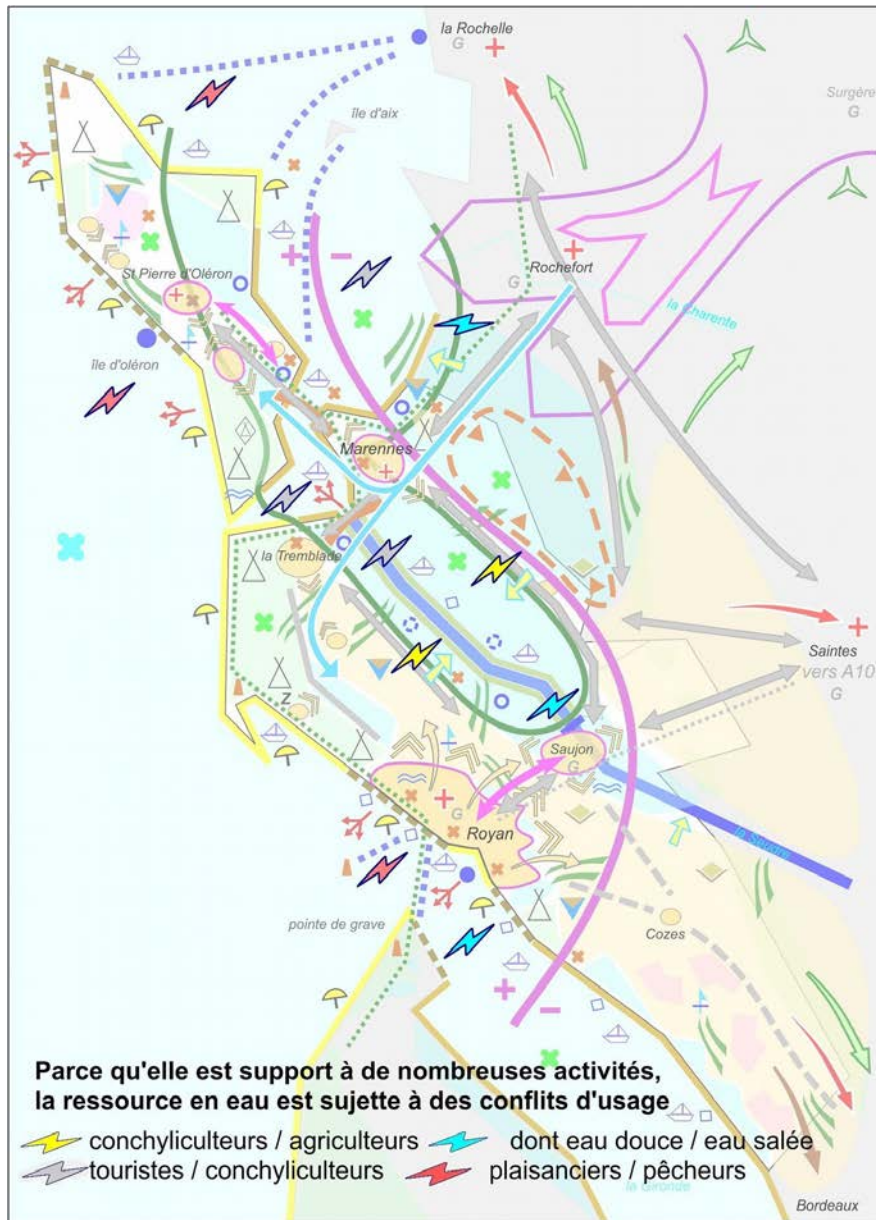 la Rochelle
G
Surgère
G
île d'aix
St Pierre d'Oléron
G
Rochefort
la Charente
île d'oléron
Marennes
la Tremblade
Saintes
vers A10
G
Z
Saujon
G
G
Royan
la Seudre
pointe de grave
Cozes
Parce qu'elle est support à de nombreuses activités,
la ressource en eau est sujette à des conflits d'usage
conchyliculteurs / agriculteurs dont eau douce / eau salée
touristes / conchyliculteurs plaisanciers / pêcheurs
la Gironde
Bordeaux